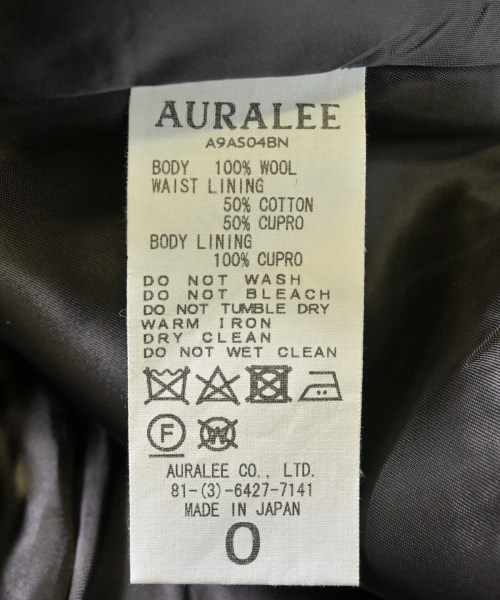 AURALEE
A9AS04BN
BODY 100% WOOL
WAIST LINING
50% COTTON
50% CUPRO
BODY LINING
100% CUPRO
DO NOT WASH
DO NOT BLEACH
DO NOT TUMBLE DRY
WARM IRON
DRY CLEAN
DO NOT WET CLEAN
F W
AURALEE CO., LTD.
81-(3)-6427-7141
MADE IN JAPAN
0